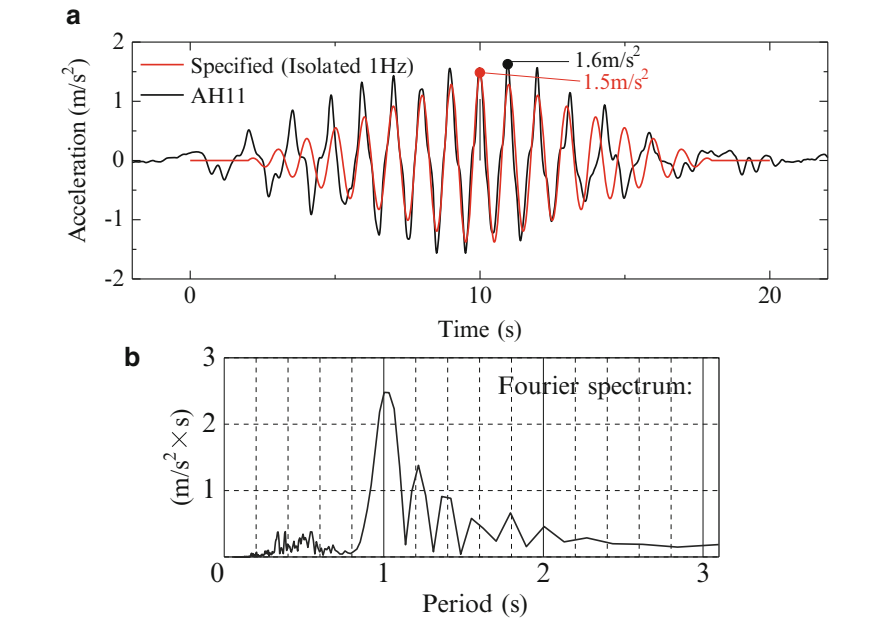 a
2
1
0
-1
-2
Acceleration (m/s²)
Specified (Isolated 1Hz)
AH11
1.6m/s²
1.5m/s²
0
10
20
Time (s)
b
3
2
1
(m/s²×s)
Fourier spectrum:
0
1
2
3
Period (s)